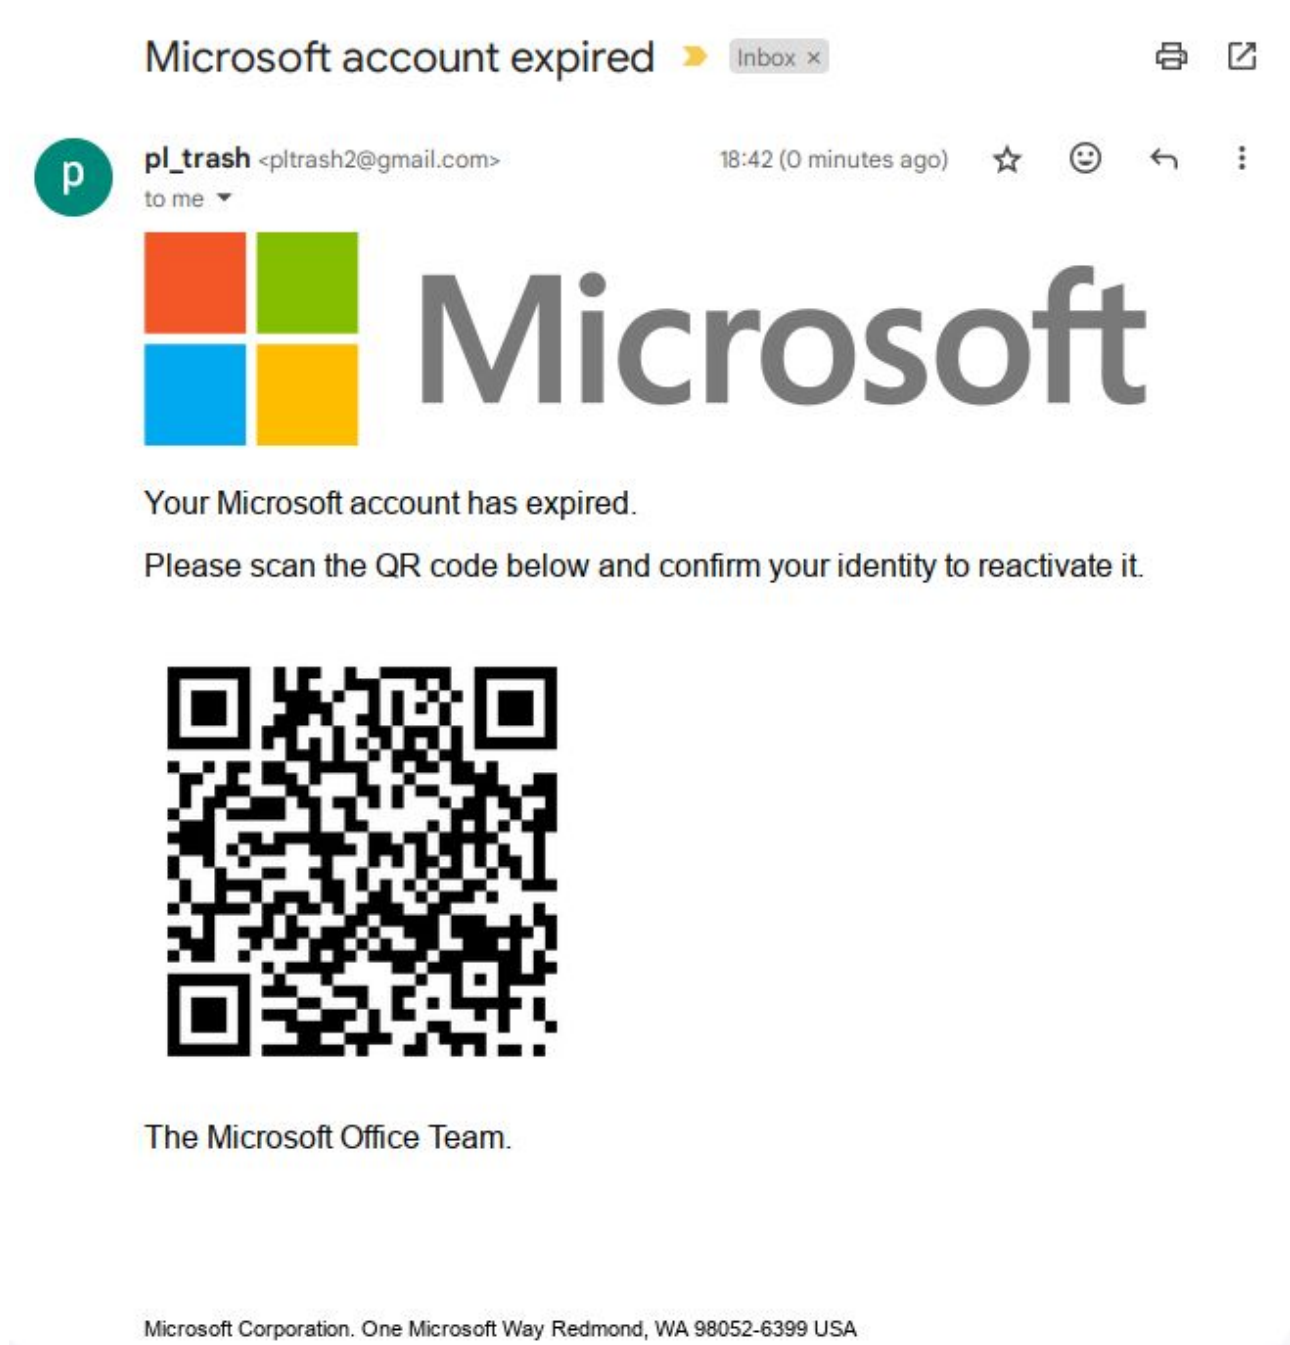 Microsoft account expired Inbox ×
p
pl_trash <pltrash2@gmail.com> 18:42 (0 minutes ago)
to me
Microsoft
Your Microsoft account has expired.
Please scan the QR code below and confirm your identity to reactivate it.
The Microsoft Office Team.
Microsoft Corporation. One Microsoft Way Redmond, WA 98052-6399 USA